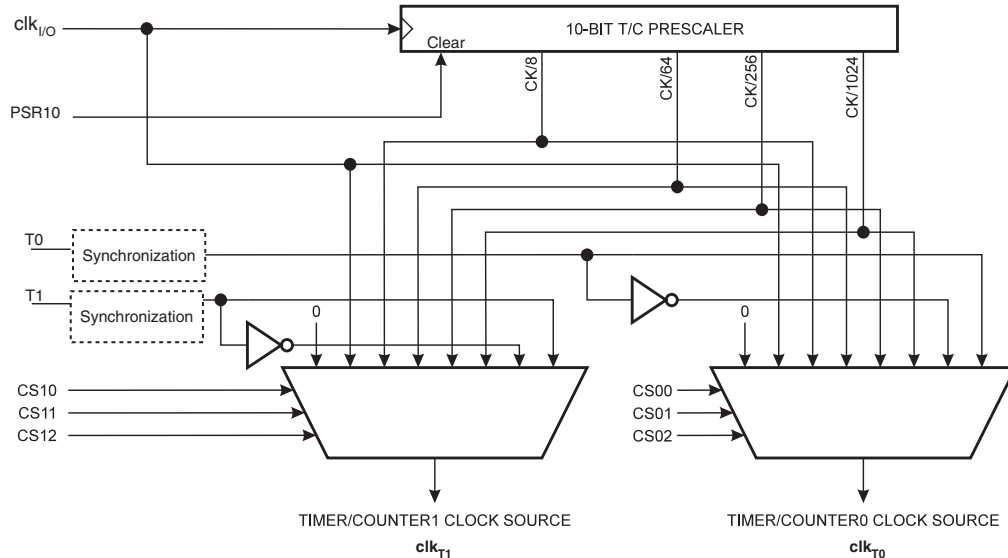 clkI/O
10-BIT T/C PRESCALER
Clear
CK/8
CK/64
CK/256
CK/1024
PSR10
T0
Synchronization
T1
Synchronization
0
0
CS10
CS11
CS12
CS00
CS01
CS02
TIMER/COUNTER1 CLOCK SOURCE
clkT1
TIMER/COUNTER0 CLOCK SOURCE
clkT0